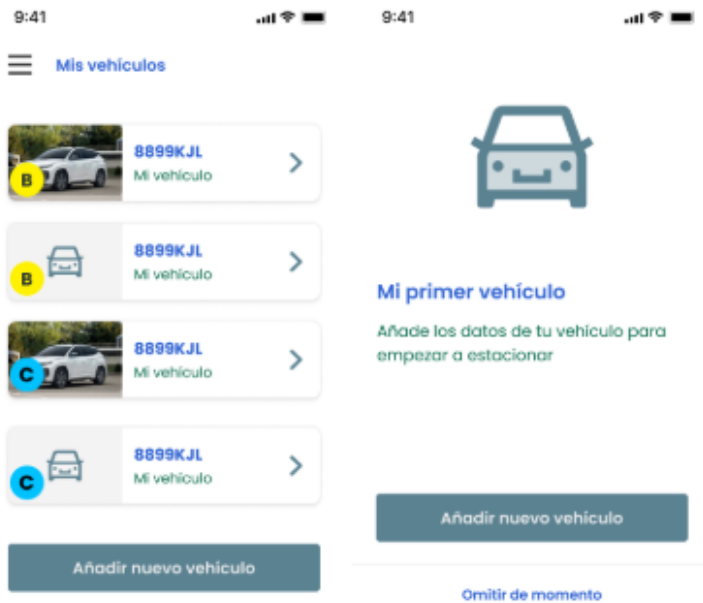 9:41
Mis vehículos
8899KJL
Mi vehículo
B
8899KJL
Mi vehículo
B
8899KJL
Mi vehículo
C
8899KJL
Mi vehículo
C
Añadir nuevo vehículo
9:41
Mi primer vehículo
Añade los datos de tu vehículo para
empezar a estacionar
Añadir nuevo vehículo
Omitir de momento